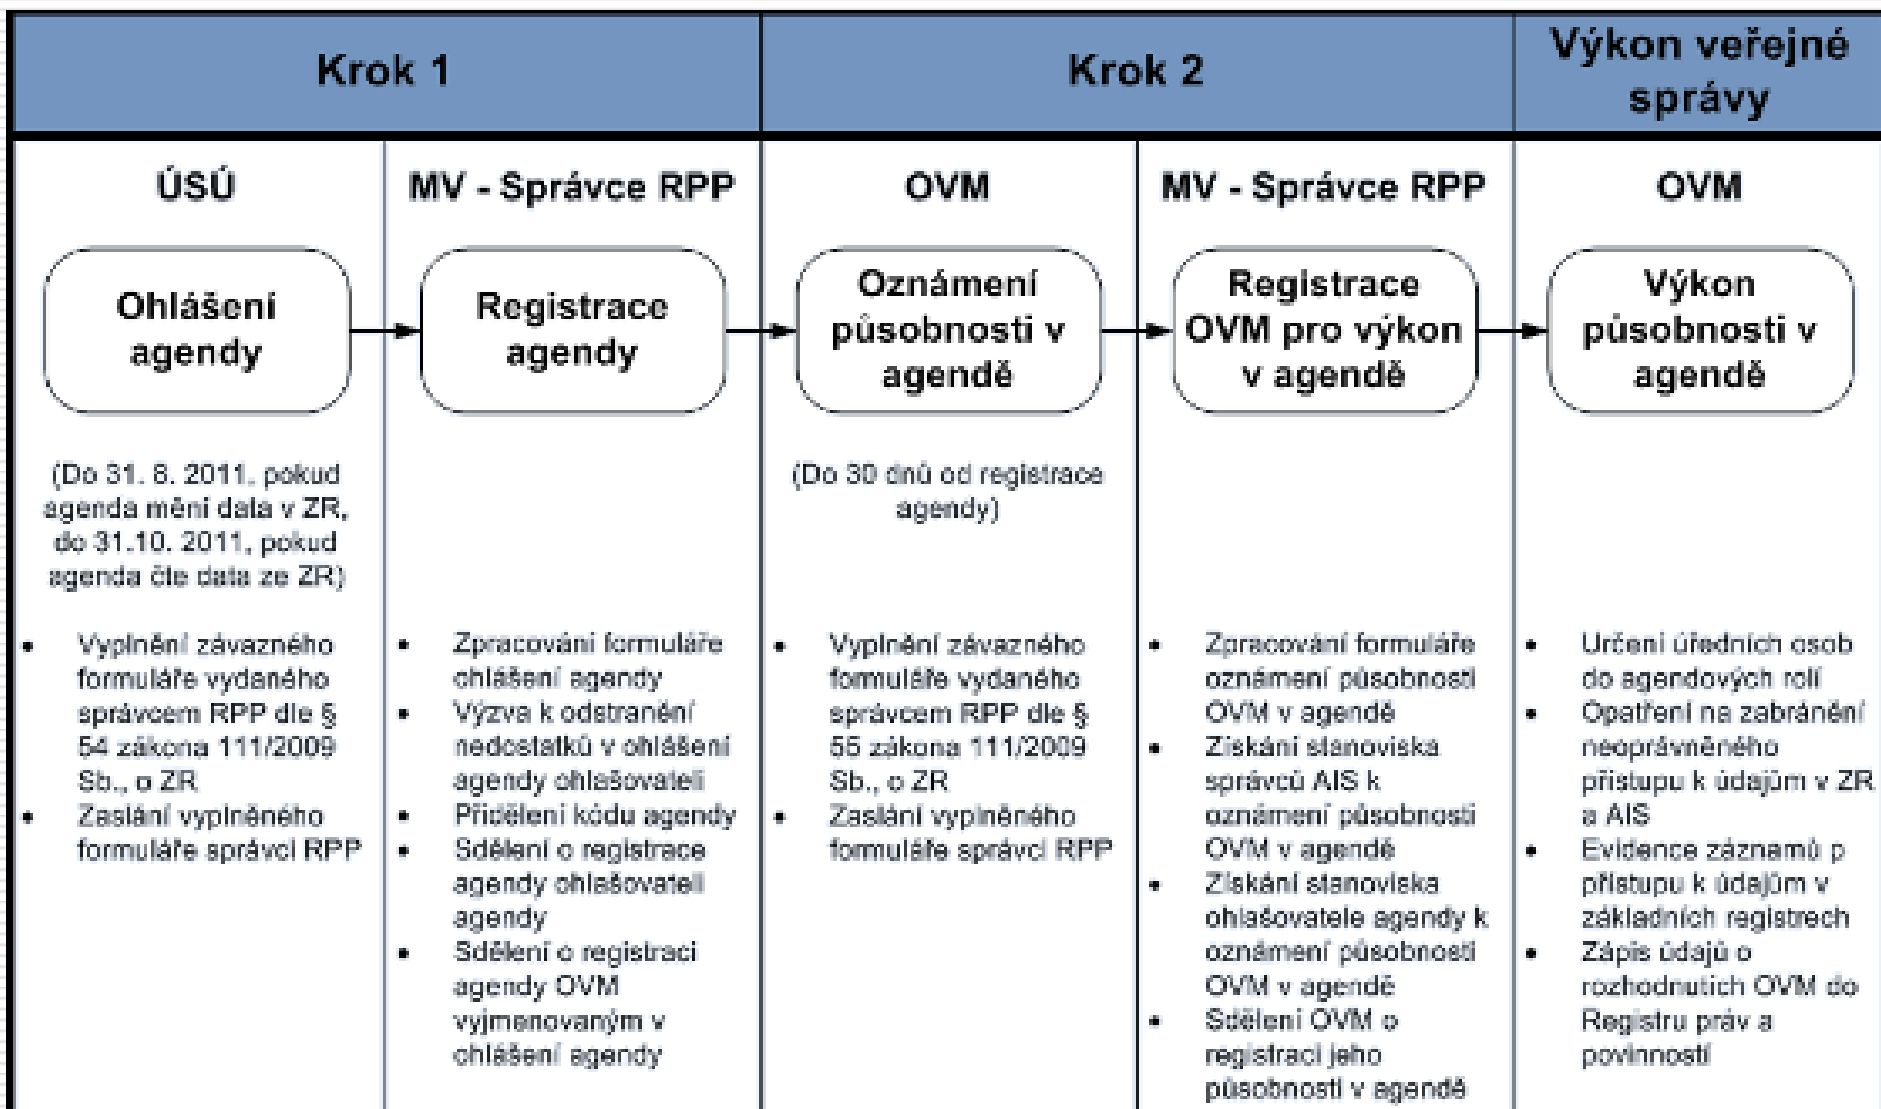 Krok 1
Krok 2
Výkon veřejné
správy
ÚSÚ
MV - Správce RPP
OVM
MV - Správce RPP
OVM
Ohlášení
agendy
Registrace
agendy
Oznámení
působnosti v
agendě
Registrace
OVM pro výkon
v agendě
Výkon
působnosti v
agendě
(Do 31. 8. 2011, pokud
agenda mění data v ZR,
do 31.10. 2011, pokud
agenda čte data ze ZR)
(Do 30 dnů od registrace
agendy)
• Vyplnění závazného
formuláře vydaného
správcem RPP dle §
54 zákona 111/2009
Sb., o ZR
• Zaslání vyplněného
formuláře správci RPP
• Zpracování formuláře
ohlášení agendy
• Výzva k odstranění
nedostatků v ohlášení
agendy ohlašovateli
• Přidělení kódu agendy
• Sdělení o registrace
agendy ohlašovateli
agendy
• Sdělení o registraci
agendy OVM
vyjmenovaným v
ohlášení agendy
• Vyplnění závazného
formuláře vydaného
správcem RPP dle §
55 zákona 111/2009
Sb., o ZR
• Zaslání vyplněného
formuláře správci RPP
• Zpracování formuláře
oznámení působnosti
OVM v agendě
• Získání stanoviska
správců AIS k
oznámení působnosti
OVM v agendě
• Získání stanoviska
ohlašovatele agendy k
oznámení působnosti
OVM v agendě
• Sdělení OVM o
registraci jeho
působnosti v agendě
• Určení úředních osob
do agendových rolí
• Opatření na zabránění
neoprávněného
přístupu k údajům v ZR
a AIS
• Evidence záznamů p
přístupu k údajům v
základních registrech
• Zápis údajů o
rozhodnutích OVM do
Registru práv a
povinností